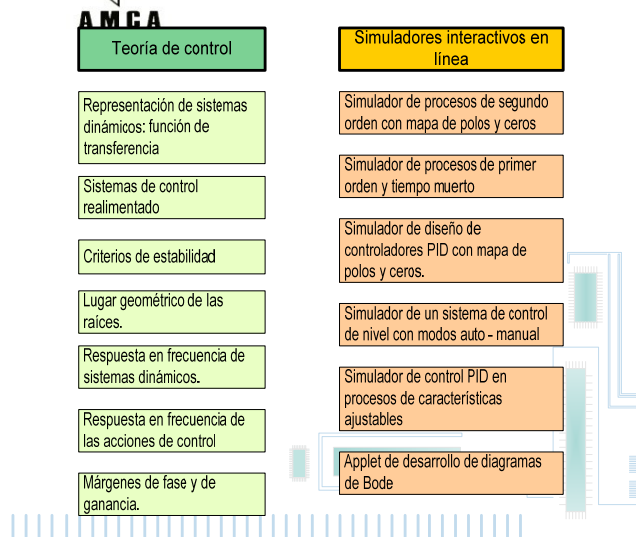 AMCA
Teoría de control
Representación de sistemas
dinámicos: función de
transferencia
Sistemas de control
realimentado
Criterios de estabilidad
Lugar geométrico de las
raíces.
Respuesta en frecuencia de
sistemas dinámicos.
Respuesta en frecuencia de
las acciones de control
Márgenes de fase y de
ganancia.
Simuladores interactivos en
línea
Simulador de procesos de segundo
orden con mapa de polos y ceros
Simulador de procesos de primer
orden y tiempo muerto
Simulador de diseño de
controladores PID con mapa de
polos y ceros.
Simulador de un sistema de control
de nivel con modos auto - manual
Simulador de control PID en
procesos de características
ajustables
Applet de desarrollo de diagramas
de Bode